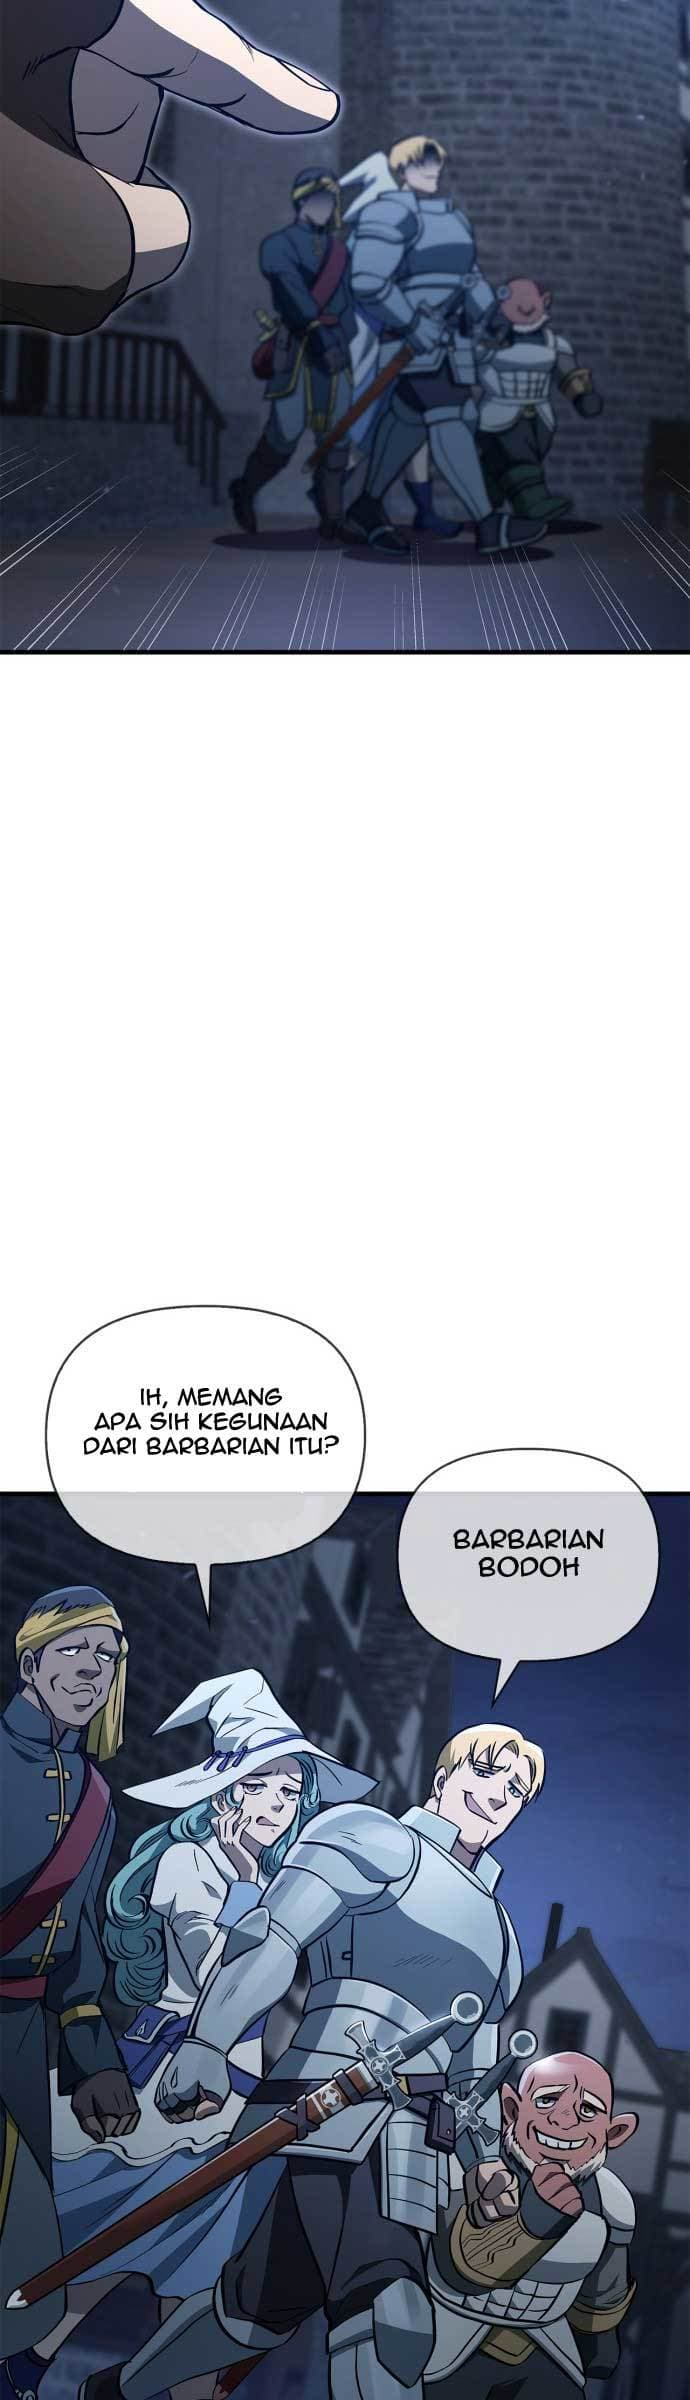 IH, MEMANG
APA SIH KEGUNAAN
DARI BARBARIAN ITU?
BARBARIAN
BODOH